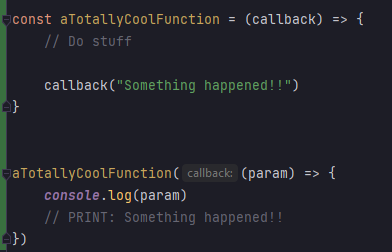 const aTotallyCoolFunction = (callback) => {
// Do stuff
callback("Something happened!!")
}
aTotallyCoolFunction( callback: (param) => {
console.log(param)
// PRINT: Something happened!!
})